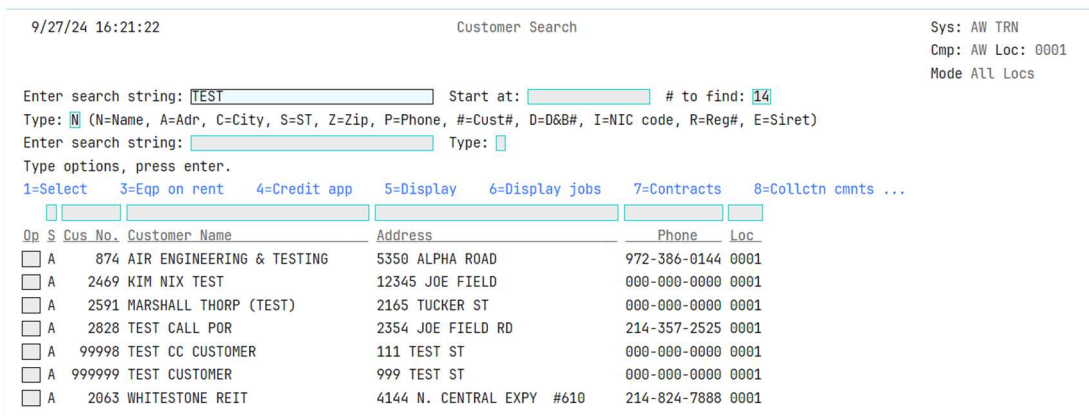 9/27/24 16:21:22 Customer Search Sys: AW TRN
Cmp: AW Loc: 0001
Mode All Locs
Enter search string: TEST Start at: # to find: 14
Type: N (N=Name, A=Adr, C=City, S=ST, Z=Zip, P=Phone, #=Cust#, D=D&B#, I=NIC code, R=Reg#, E=Siret)
Enter search string: Type:
Type options, press enter.
1=Select 3=Eqp on rent 4=Credit app 5=Display 6=Display jobs 7=Contracts 8=Collctn cmnts ...
Op S Cus No. Customer Name Address Phone Loc
A 874 AIR ENGINEERING & TESTING 5350 ALPHA ROAD 972-386-0144 0001
A 2469 KIM NIX TEST 12345 JOE FIELD 000-000-0000 0001
A 2591 MARSHALL THORP (TEST) 2165 TUCKER ST 000-000-0000 0001
A 2828 TEST CALL POR 2354 JOE FIELD RD 214-357-2525 0001
A 99998 TEST CC CUSTOMER 111 TEST ST 000-000-0000 0001
A 999999 TEST CUSTOMER 999 TEST ST 000-000-0000 0001
A 2063 WHITESTONE REIT 4144 N. CENTRAL EXPY #610 214-824-7888 0001